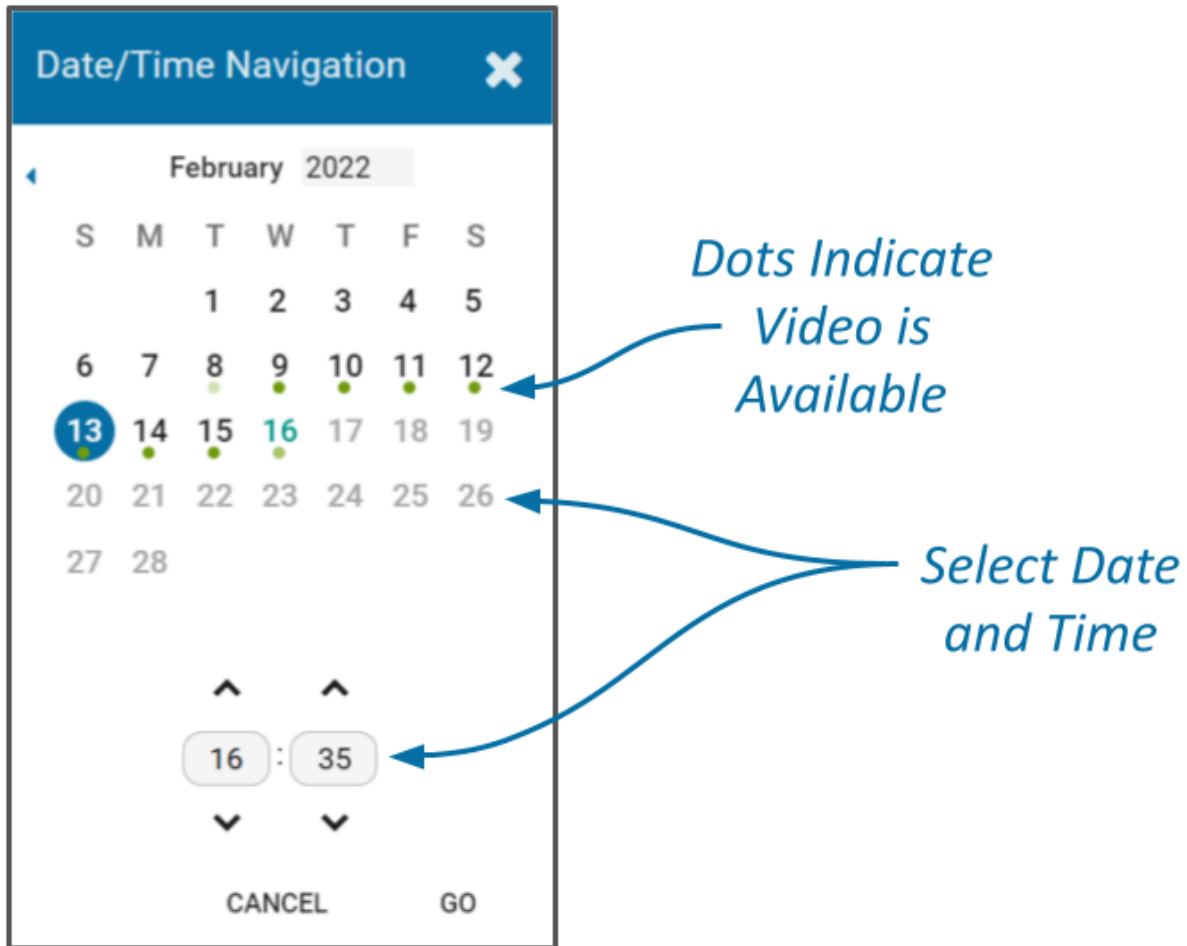 Date/Time Navigation
February 2022
S M T W T F S
1 2 3 4 5
6 7 8 9 10 11 12
13 14 15 16 17 18 19
20 21 22 23 24 25 26
27 28
16 : 35
CANCEL GO
Dots Indicate
Video is
Available
Select Date
and Time